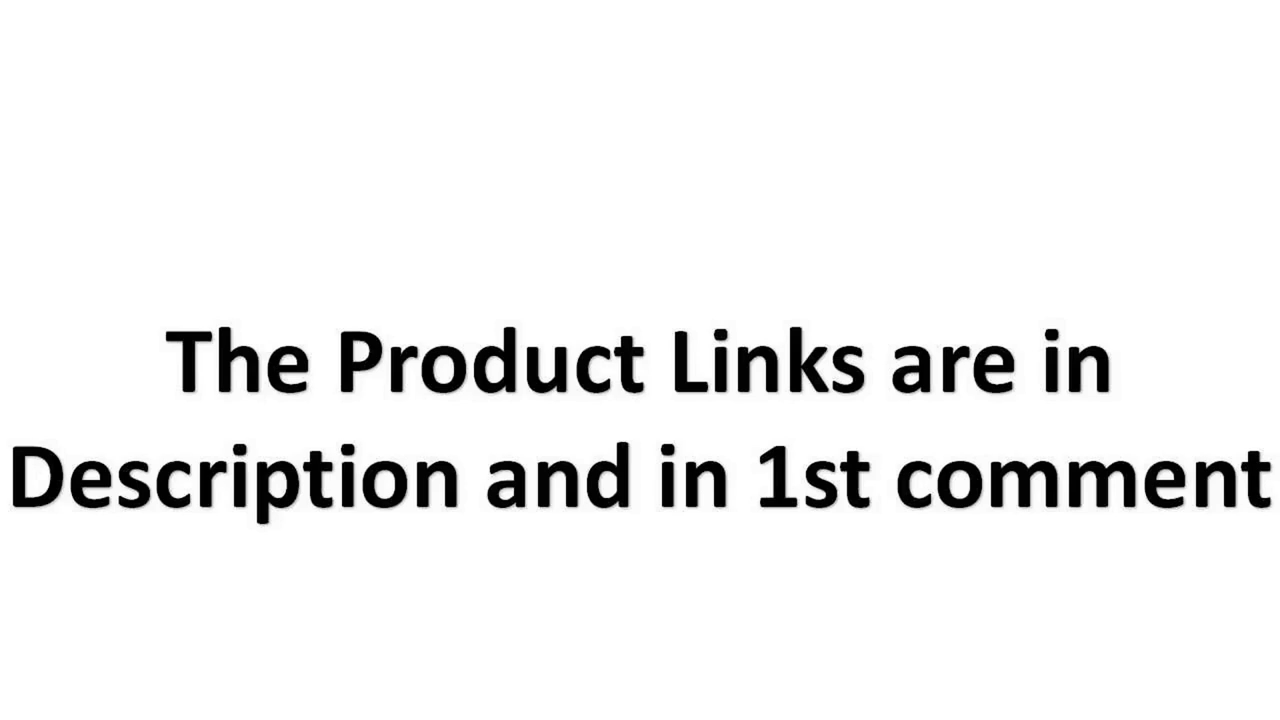 The Product Links are in
Description and in 1st comment